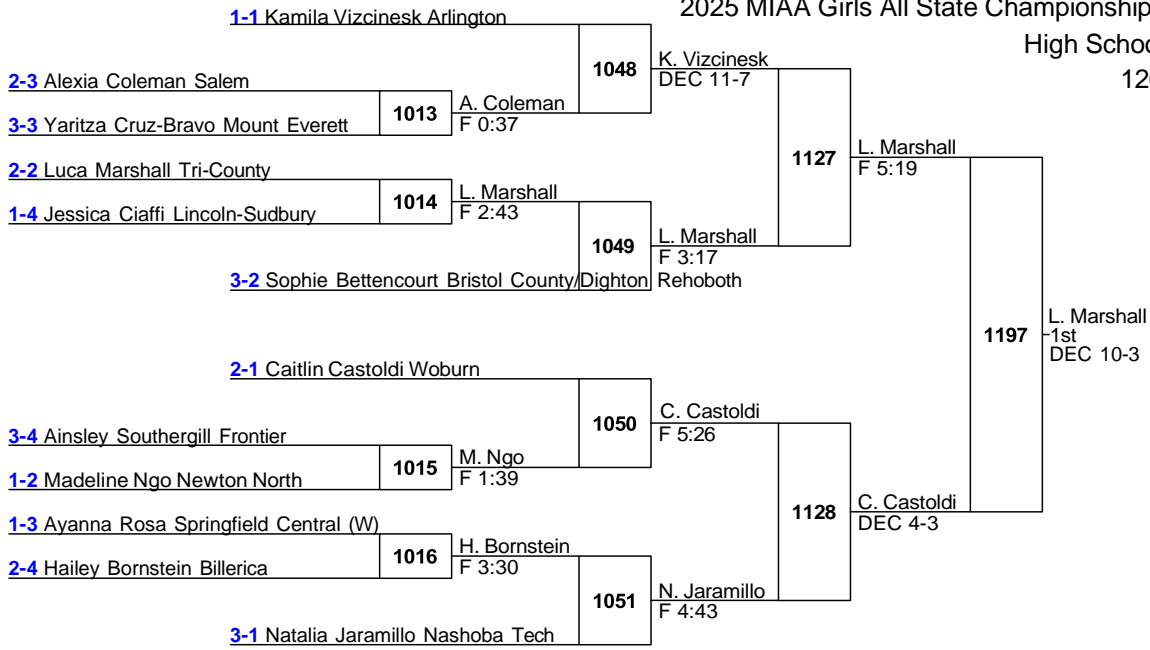 2025 MIAA Girls All State Championship
High Schoo
12
1-1 Kamila Vizcinesk Arlington
1048
K. Vizcinesk
DEC 11-7
2-3 Alexia Coleman Salem
1013
A. Coleman
F 0:37
3-3 Yaritza Cruz-Bravo Mount Everett
1127
L. Marshall
F 5:19
2-2 Luca Marshall Tri-County
1014
L. Marshall
F 2:43
1-4 Jessica Ciaffi Lincoln-Sudbury
1049
L. Marshall
F 3:17
3-2 Sophie Bettencourt Bristol County/Dighton Rehoboth
1197
L. Marshall
1st
DEC 10-3
2-1 Caitlin Castoldi Woburn
1050
C. Castoldi
F 5:26
3-4 Ainsley Southergill Frontier
1015
M. Ngo
F 1:39
1-2 Madeline Ngo Newton North
1128
C. Castoldi
DEC 4-3
1-3 Ayanna Rosa Springfield Central (W)
1016
H. Bornstein
F 3:30
2-4 Hailey Bornstein Billerica
1051
N. Jaramillo
F 4:43
3-1 Natalia Jaramillo Nashoba Tech